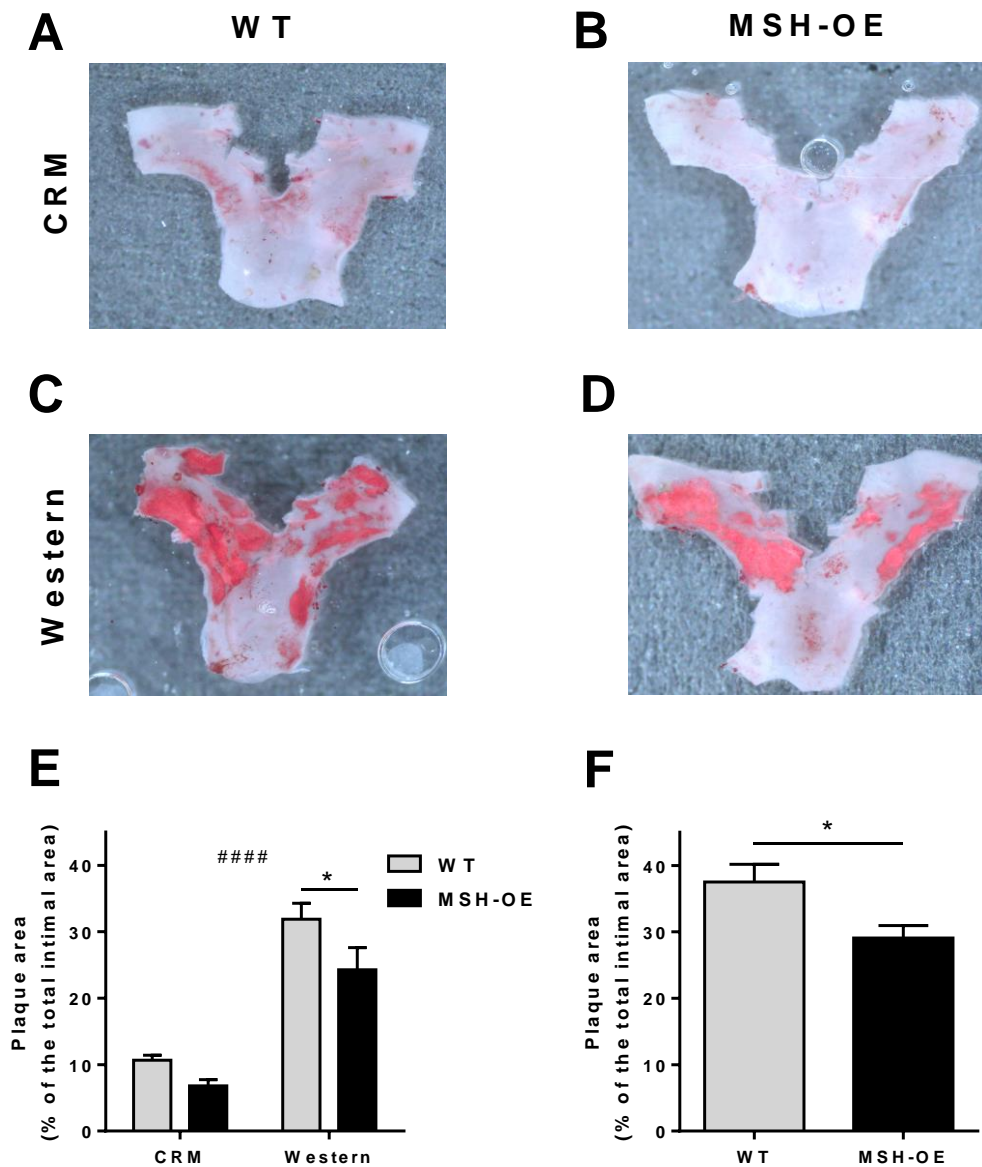 A
WT
B
MSH-OE
CRM
C
D
Western
E
F
Plaque area
(% of the total intimal area)
40
30
20
10
0
####
*
WT
MSH-OE
CRM
Western
Plaque area
(% of the total intimal area)
40
30
20
10
0
*
WT
MSH-OE